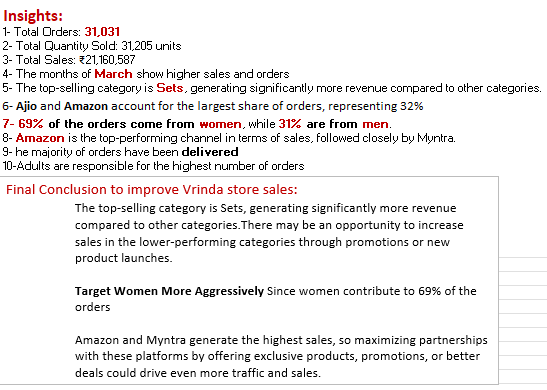 Insights:
1- Total Orders: 31,031
2- Total Quantity Sold: 31,205 units
3- Total Sales: ₹21,160,587
4- The months of March show higher sales and orders
5- The top-selling category is Sets, generating significantly more revenue compared to other categories.
6- Ajio and Amazon account for the largest share of orders, representing 32%
7- 69% of the orders come from women, while 31% are from men.
8- Amazon is the top-performing channel in terms of sales, followed closely by Myntra.
9- he majority of orders have been delivered
10-Adults are responsible for the highest number of orders
Final Conclusion to improve Vrinda store sales:
The top-selling category is Sets, generating significantly more revenue
compared to other categories.There may be an opportunity to increase
sales in the lower-performing categories through promotions or new
product launches.
Target Women More Aggressively Since women contribute to 69% of the
orders
Amazon and Myntra generate the highest sales, so maximizing partnerships
with these platforms by offering exclusive products, promotions, or better
deals could drive even more traffic and sales.